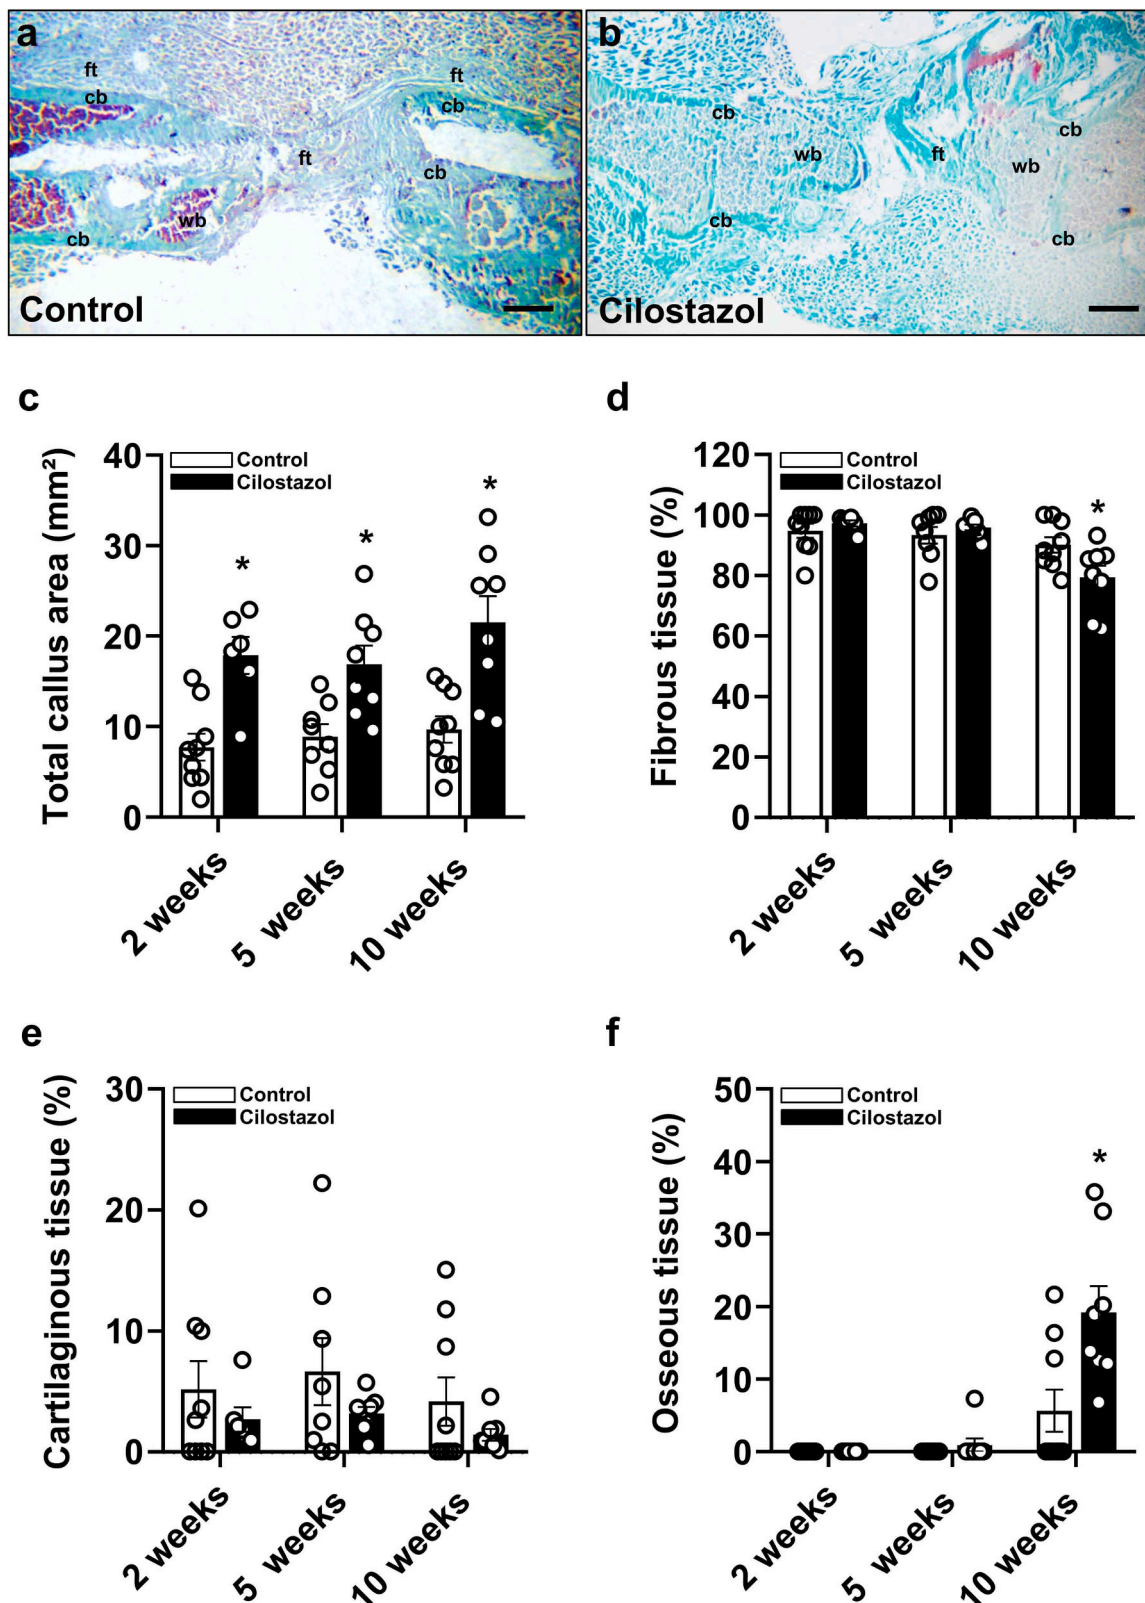 a
ft
cb
ft
cb
ft
cb
wb
cb
Control
b
cb
cb
wb
ft
wb
cb
cb
Cilostazol
c
Total callus area (mm²)
40
30
20
10
0
Control
Cilostazol
*
*
*
2 weeks
5 weeks
10 weeks
d
Fibrous tissue (%)
120
100
80
60
40
20
0
Control
Cilostazol
*
2 weeks
5 weeks
10 weeks
e
Cartilaginous tissue (%)
30
20
10
0
Control
Cilostazol
2 weeks
5 weeks
10 weeks
f
Osseous tissue (%)
50
40
30
20
10
0
Control
Cilostazol
*
2 weeks
5 weeks
10 weeks